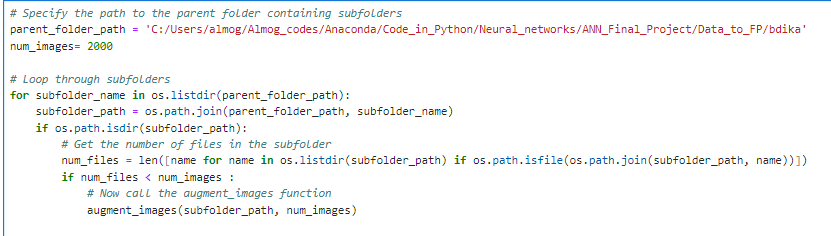 # Specify the path to the parent folder containing subfolders
parent_folder_path = 'C:/Users/almog/Almog_codes/Anaconda/Code_in_Python/Neural_networks/ANN_Final_Project/Data_to_FP/bdika'
num_images= 2000

# Loop through subfolders
for subfolder_name in os.listdir(parent_folder_path):
    subfolder_path = os.path.join(parent_folder_path, subfolder_name)
    if os.path.isdir(subfolder_path):
        # Get the number of files in the subfolder
        num_files = len([name for name in os.listdir(subfolder_path) if os.path.isfile(os.path.join(subfolder_path, name))])
        if num_files < num_images :
            # Now call the augment_images function
            augment_images(subfolder_path, num_images)